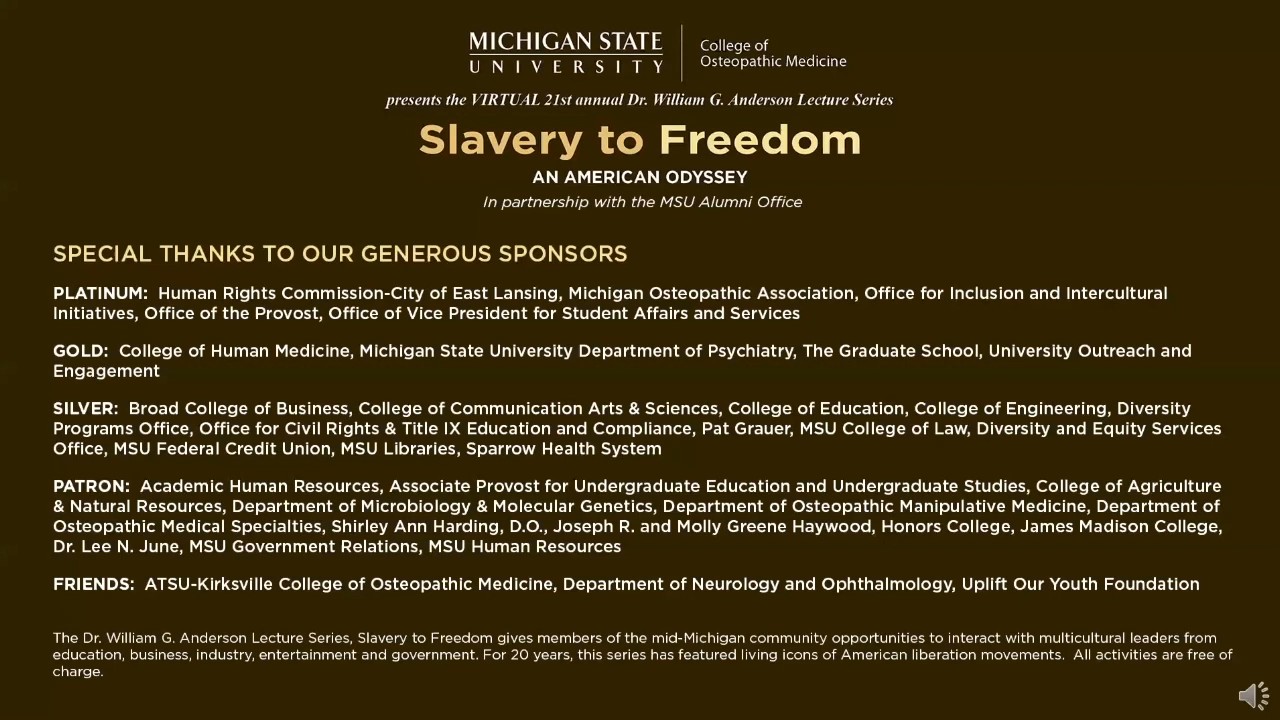 MICHIGAN STATE
UNIVERSITY
College of
Osteopathic Medicine
presents the VIRTUAL 21st annual Dr. William G. Anderson Lecture Series
Slavery to Freedom
AN AMERICAN ODYSSEY
In partnership with the MSU Alumni Office
SPECIAL THANKS TO OUR GENEROUS SPONSORS
PLATINUM: Human Rights Commission-City of East Lansing, Michigan Osteopathic Association, Office for Inclusion and Intercultural
Initiatives, Office of the Provost, Office of Vice President for Student Affairs and Services
GOLD: College of Human Medicine, Michigan State University Department of Psychiatry, The Graduate School, University Outreach and
Engagement
SILVER: Broad College of Business, College of Communication Arts & Sciences, College of Education, College of Engineering, Diversity
Programs Office, Office for Civil Rights & Title IX Education and Compliance, Pat Grauer, MSU College of Law, Diversity and Equity Services
Office, MSU Federal Credit Union, MSU Libraries, Sparrow Health System
PATRON: Academic Human Resources, Associate Provost for Undergraduate Education and Undergraduate Studies, College of Agriculture
& Natural Resources, Department of Microbiology & Molecular Genetics, Department of Osteopathic Manipulative Medicine, Department of
Osteopathic Medical Specialties, Shirley Ann Harding, D.O., Joseph R. and Molly Greene Haywood, Honors College, James Madison College,
Dr. Lee N. June, MSU Government Relations, MSU Human Resources
FRIENDS: ATSU-Kirksville College of Osteopathic Medicine, Department of Neurology and Ophthalmology, Uplift Our Youth Foundation
The Dr. William G. Anderson Lecture Series, Slavery to Freedom gives members of the mid-Michigan community opportunities to interact with multicultural leaders from
education, business, industry, entertainment and government. For 20 years, this series has featured living icons of American liberation movements. All activities are free of
charge.